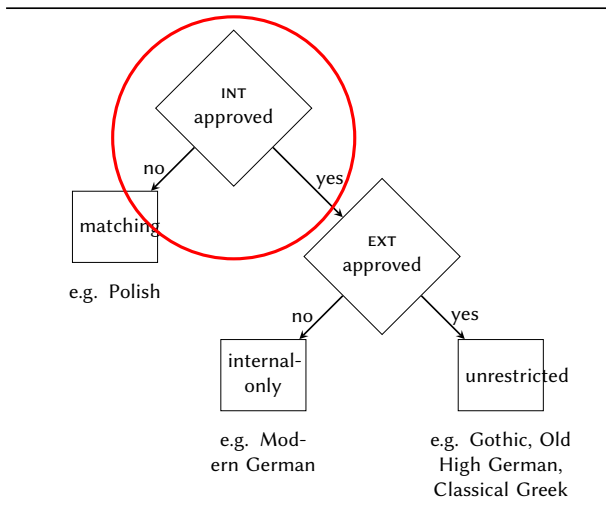 INT
approved
no
yes
matching
EXT
approved
e.g. Polish
no
yes
internal-
only
unrestricted
e.g. Mod-
ern German
e.g. Gothic, Old
High German,
Classical Greek